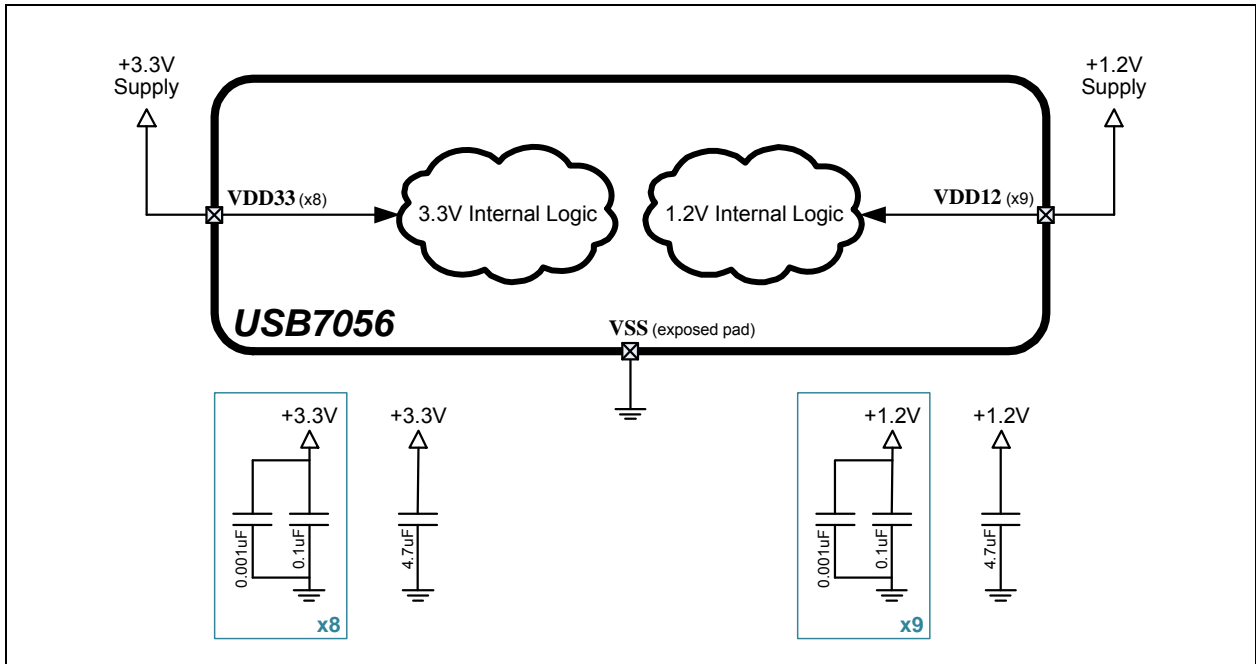 +3.3V
Supply
+1.2V
Supply
VDD33 (x8)
3.3V Internal Logic
1.2V Internal Logic
VDD12 (x9)
USB7056
VSS (exposed pad)
+3.3V
+3.3V
+1.2V
+1.2V
0.001uF
0.1uF
4.7uF
0.001uF
0.1uF
4.7uF
x8
x9